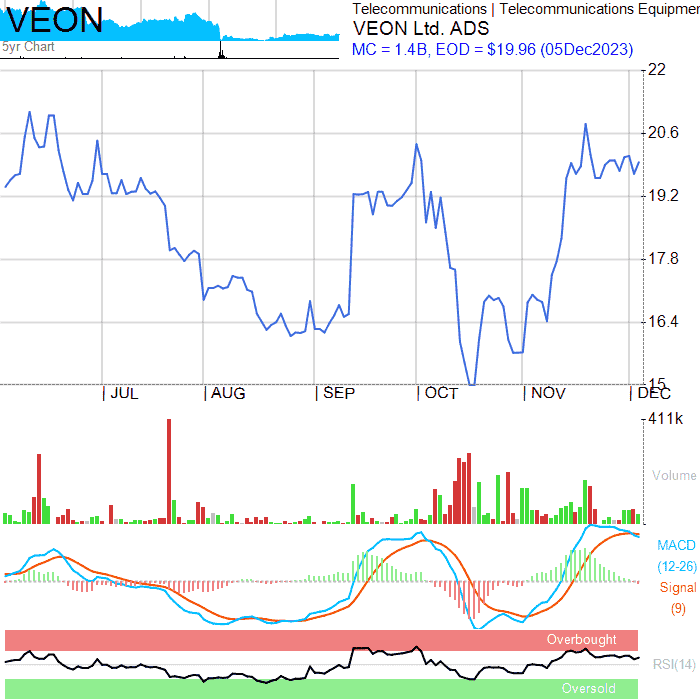 VEON
5yr Chart
Telecommunications | Telecommunications Equipmen
VEON Ltd. ADS
MC = 1.4B, EOD = $19.96 (05Dec2023)
22
20.6
19.2
17.8
16.4
15
| JUL | AUG | SEP | OCT | NOV | DEC
411k
Volume
MACD
(12-26)
Signal
(9)
Overbought
RSI(14)
Oversold